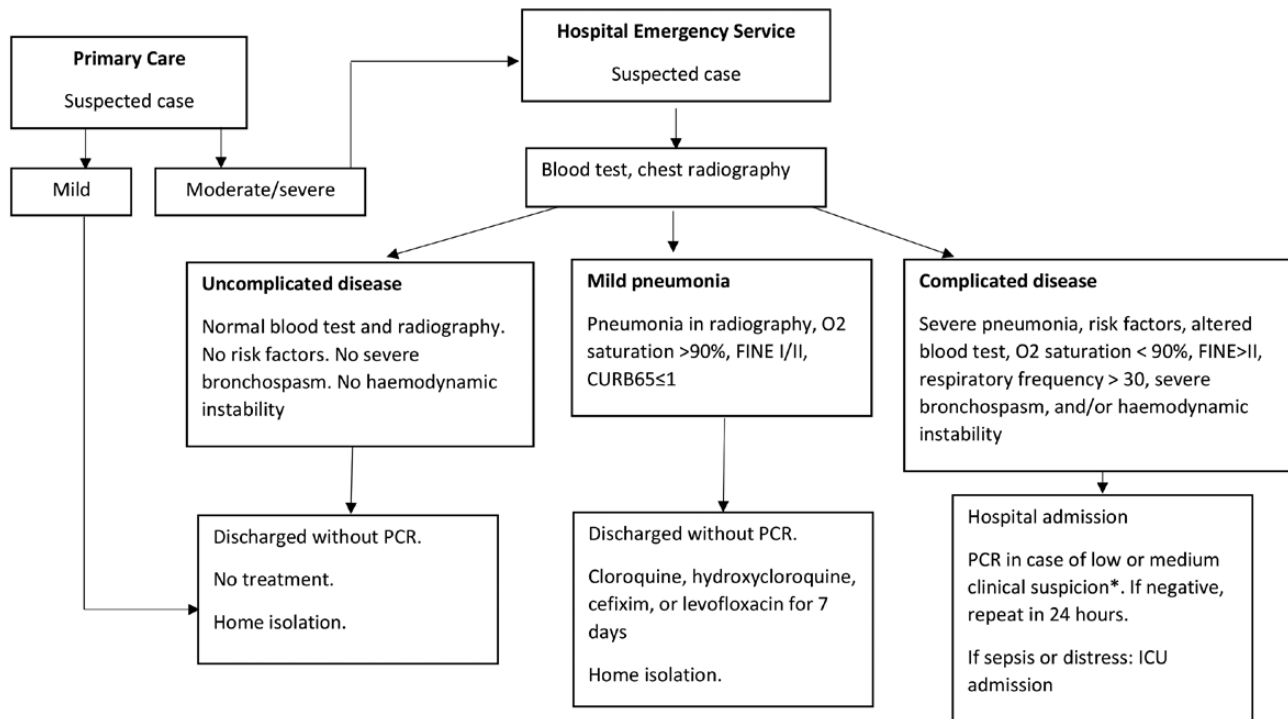 Primary Care
Suspected case
Hospital Emergency Service
Suspected case
Mild
Moderate/severe
Blood test, chest radiography
Uncomplicated disease
Normal blood test and radiography.
No risk factors. No severe
bronchospasm. No haemodynamic
instability
Mild pneumonia
Pneumonia in radiography, O2
saturation >90%, FINE I/II,
CURB65≤1
Complicated disease
Severe pneumonia, risk factors, altered
blood test, O2 saturation < 90%, FINE>II,
respiratory frequency > 30, severe
bronchospasm, and/or haemodynamic
instability
Discharged without PCR.
No treatment.
Home isolation.
Discharged without PCR.
Cloroquine, hydroxycloroquine,
cefixim, or levofloxacin for 7
days
Home isolation.
Hospital admission
PCR in case of low or medium
clinical suspicion*. If negative,
repeat in 24 hours.
If sepsis or distress: ICU
admission